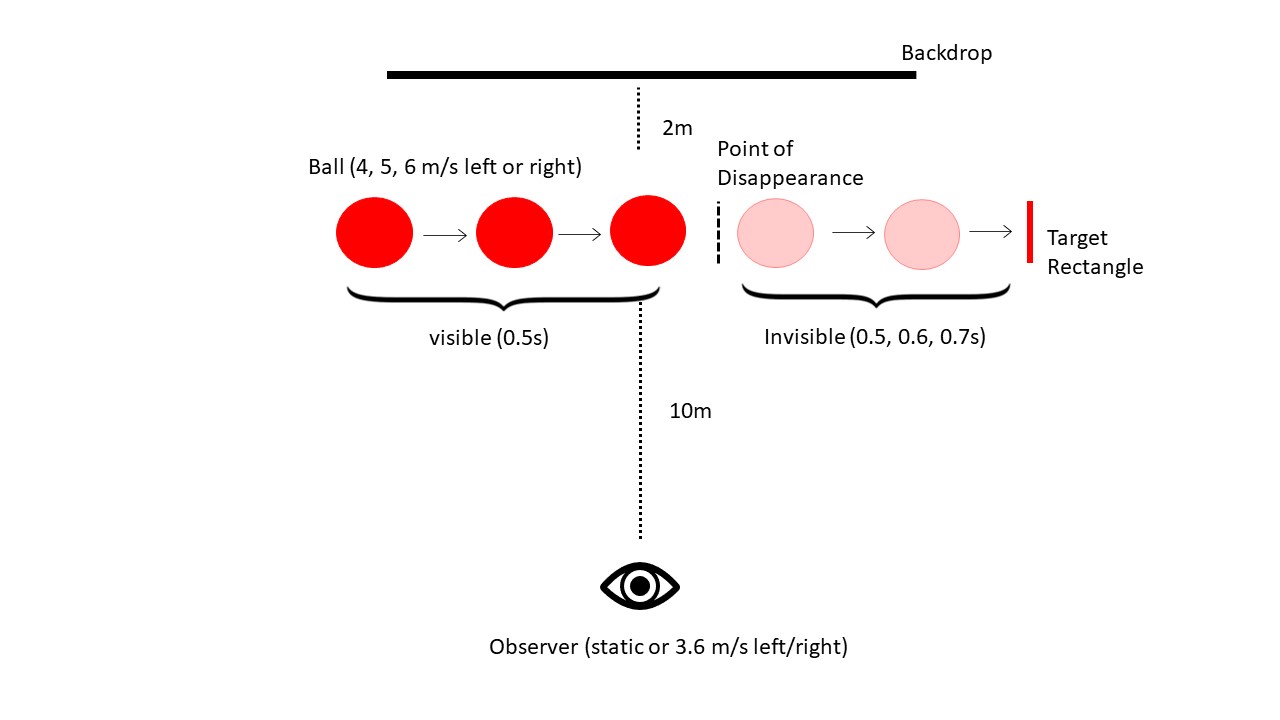 Backdrop
2m
Point of
Disappearance
Ball (4, 5, 6 m/s left or right)
Target
Rectangle
visible (0.5s)
Invisible (0.5, 0.6, 0.7s)
10m
Observer (static or 3.6 m/s left/right)